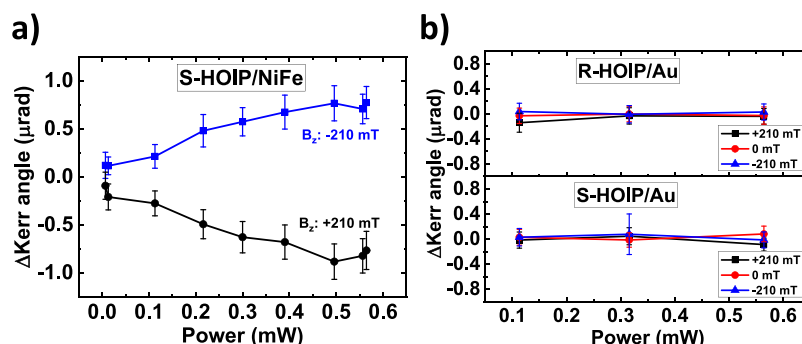 a)
S-HOIP/NiFe
1.0
0.5
0.0
-0.5
-1.0
ΔKerr angle (μrad)
Bz: -210 mT
Bz: +210 mT
0.0 0.1 0.2 0.3 0.4 0.5 0.6
Power (mW)
b)
R-HOIP/Au
0.8
0.4
0.0
-0.4
-0.8
+210 mT
0 mT
-210 mT
S-HOIP/Au
0.8
0.4
0.0
-0.4
-0.8
ΔKerr angle (μrad)
+210 mT
0 mT
-210 mT
0.1 0.2 0.3 0.4 0.5 0.6
Power (mW)